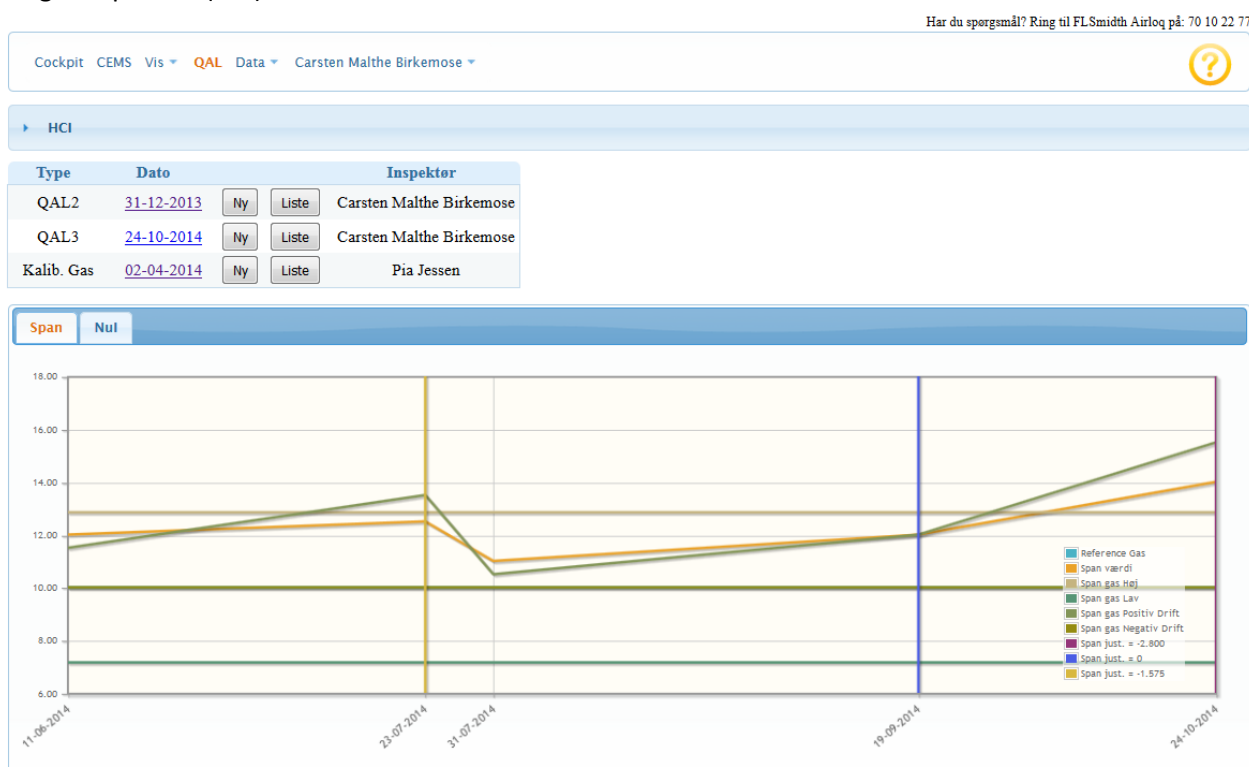 Har du spørgsmål? Ring til FLSmidth Airloq på: 70 10 22 77
Cockpit CEMS Vis QAL Data Carsten Malthe Birkemose
HCl
Type Dato Inspektør
QAL2 31-12-2013 Ny Liste Carsten Malthe Birkemose
QAL3 24-10-2014 Ny Liste Carsten Malthe Birkemose
Kalib. Gas 02-04-2014 Ny Liste Pia Jessen
Span Nul
18.00
16.00
14.00
12.00
10.00
8.00
6.00
Reference Gas
Span værdi
Span gas Høj
Span gas Lav
Span gas Positiv Drift
Span gas Negativ Drift
Span just. = -2.800
Span just. = 0
Span just. = -1.575
11-06-2014 23-07-2014 31-07-2014 19-09-2014 24-10-2014